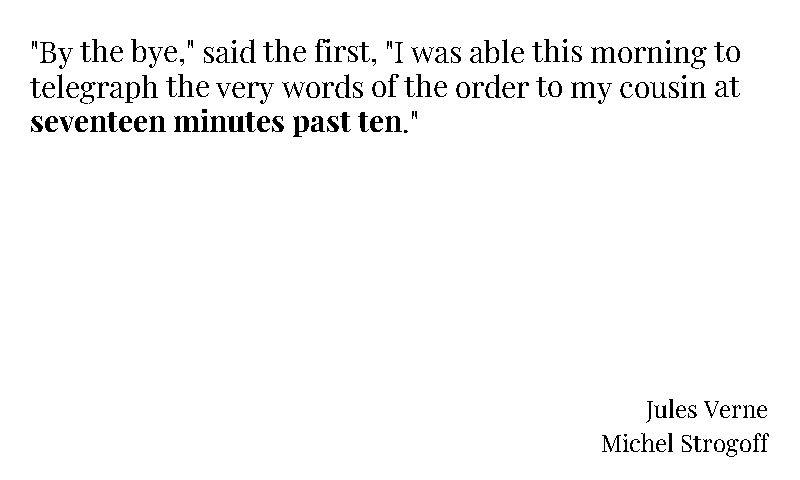 "By the bye," said the first, "I was able this morning to
telegraph the very words of the order to my cousin at
seventeen minutes past ten."
Jules Verne
Michel Strogoff